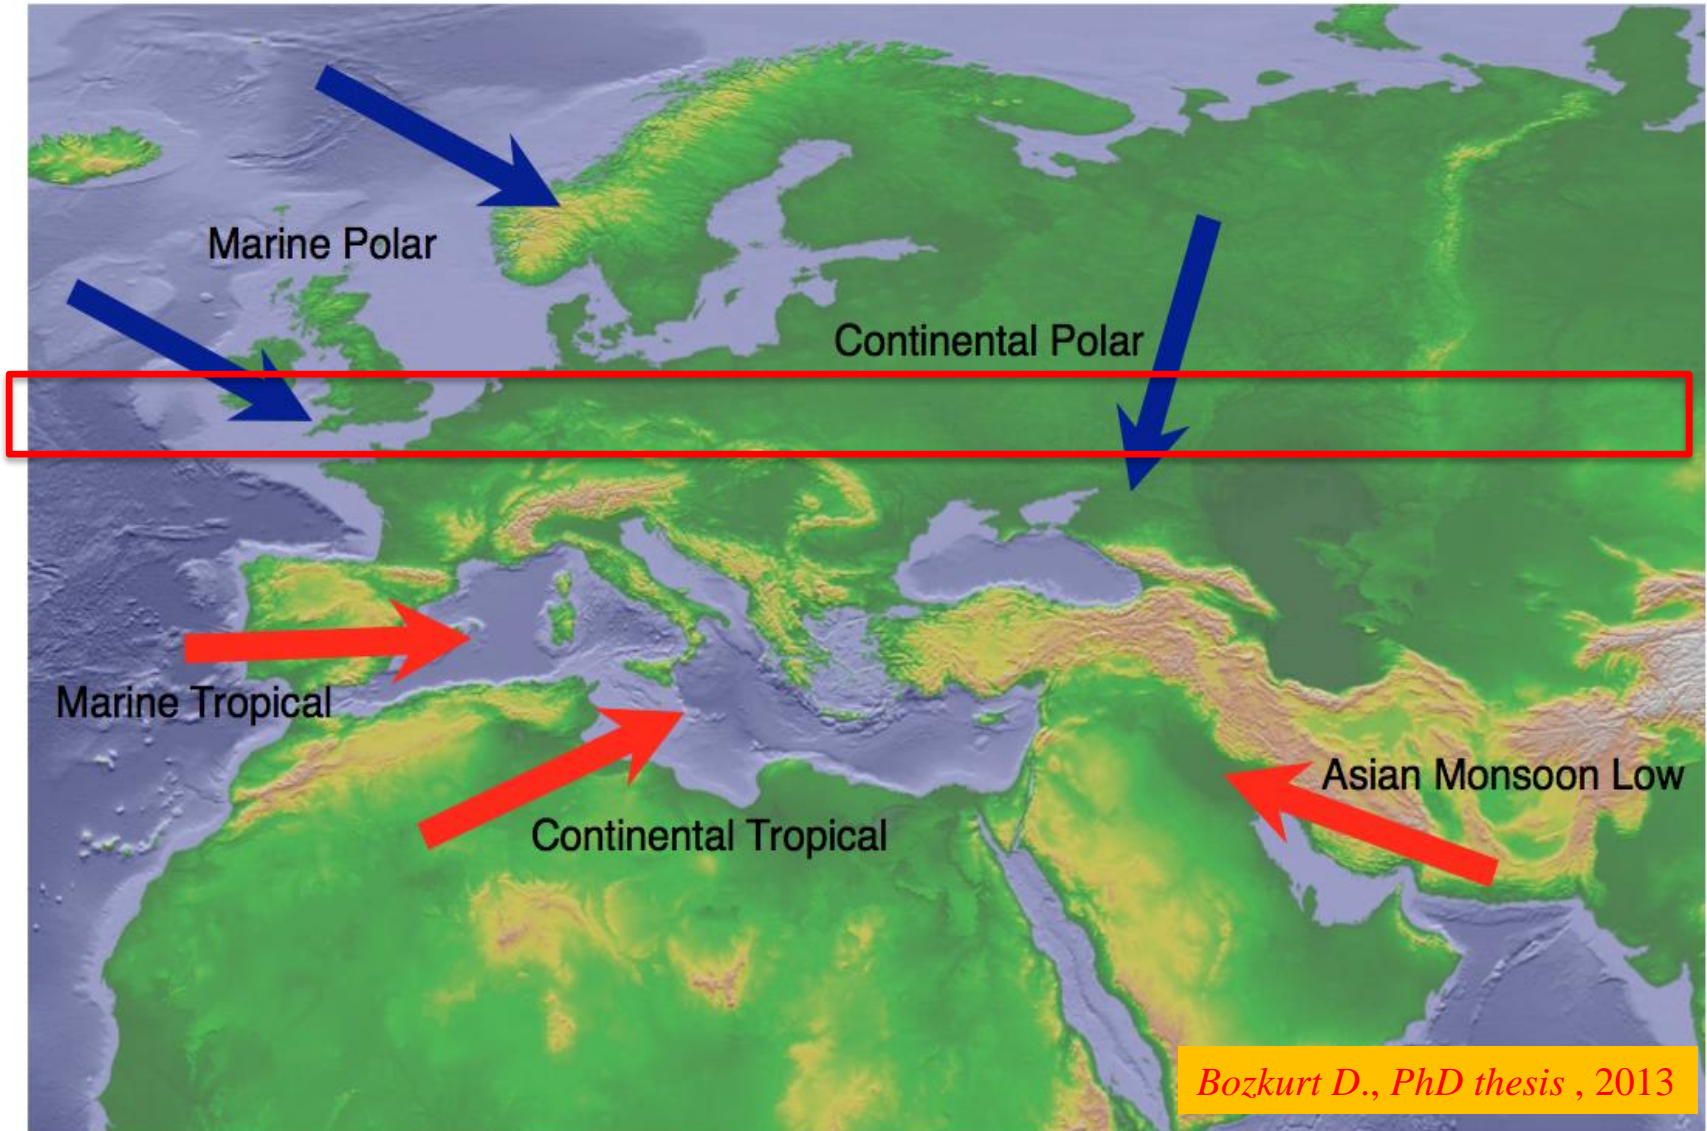 Marine Polar
Continental Polar
Marine Tropical
Asian Monsoon Low
Continental Tropical
Bozkurt D., PhD thesis , 2013